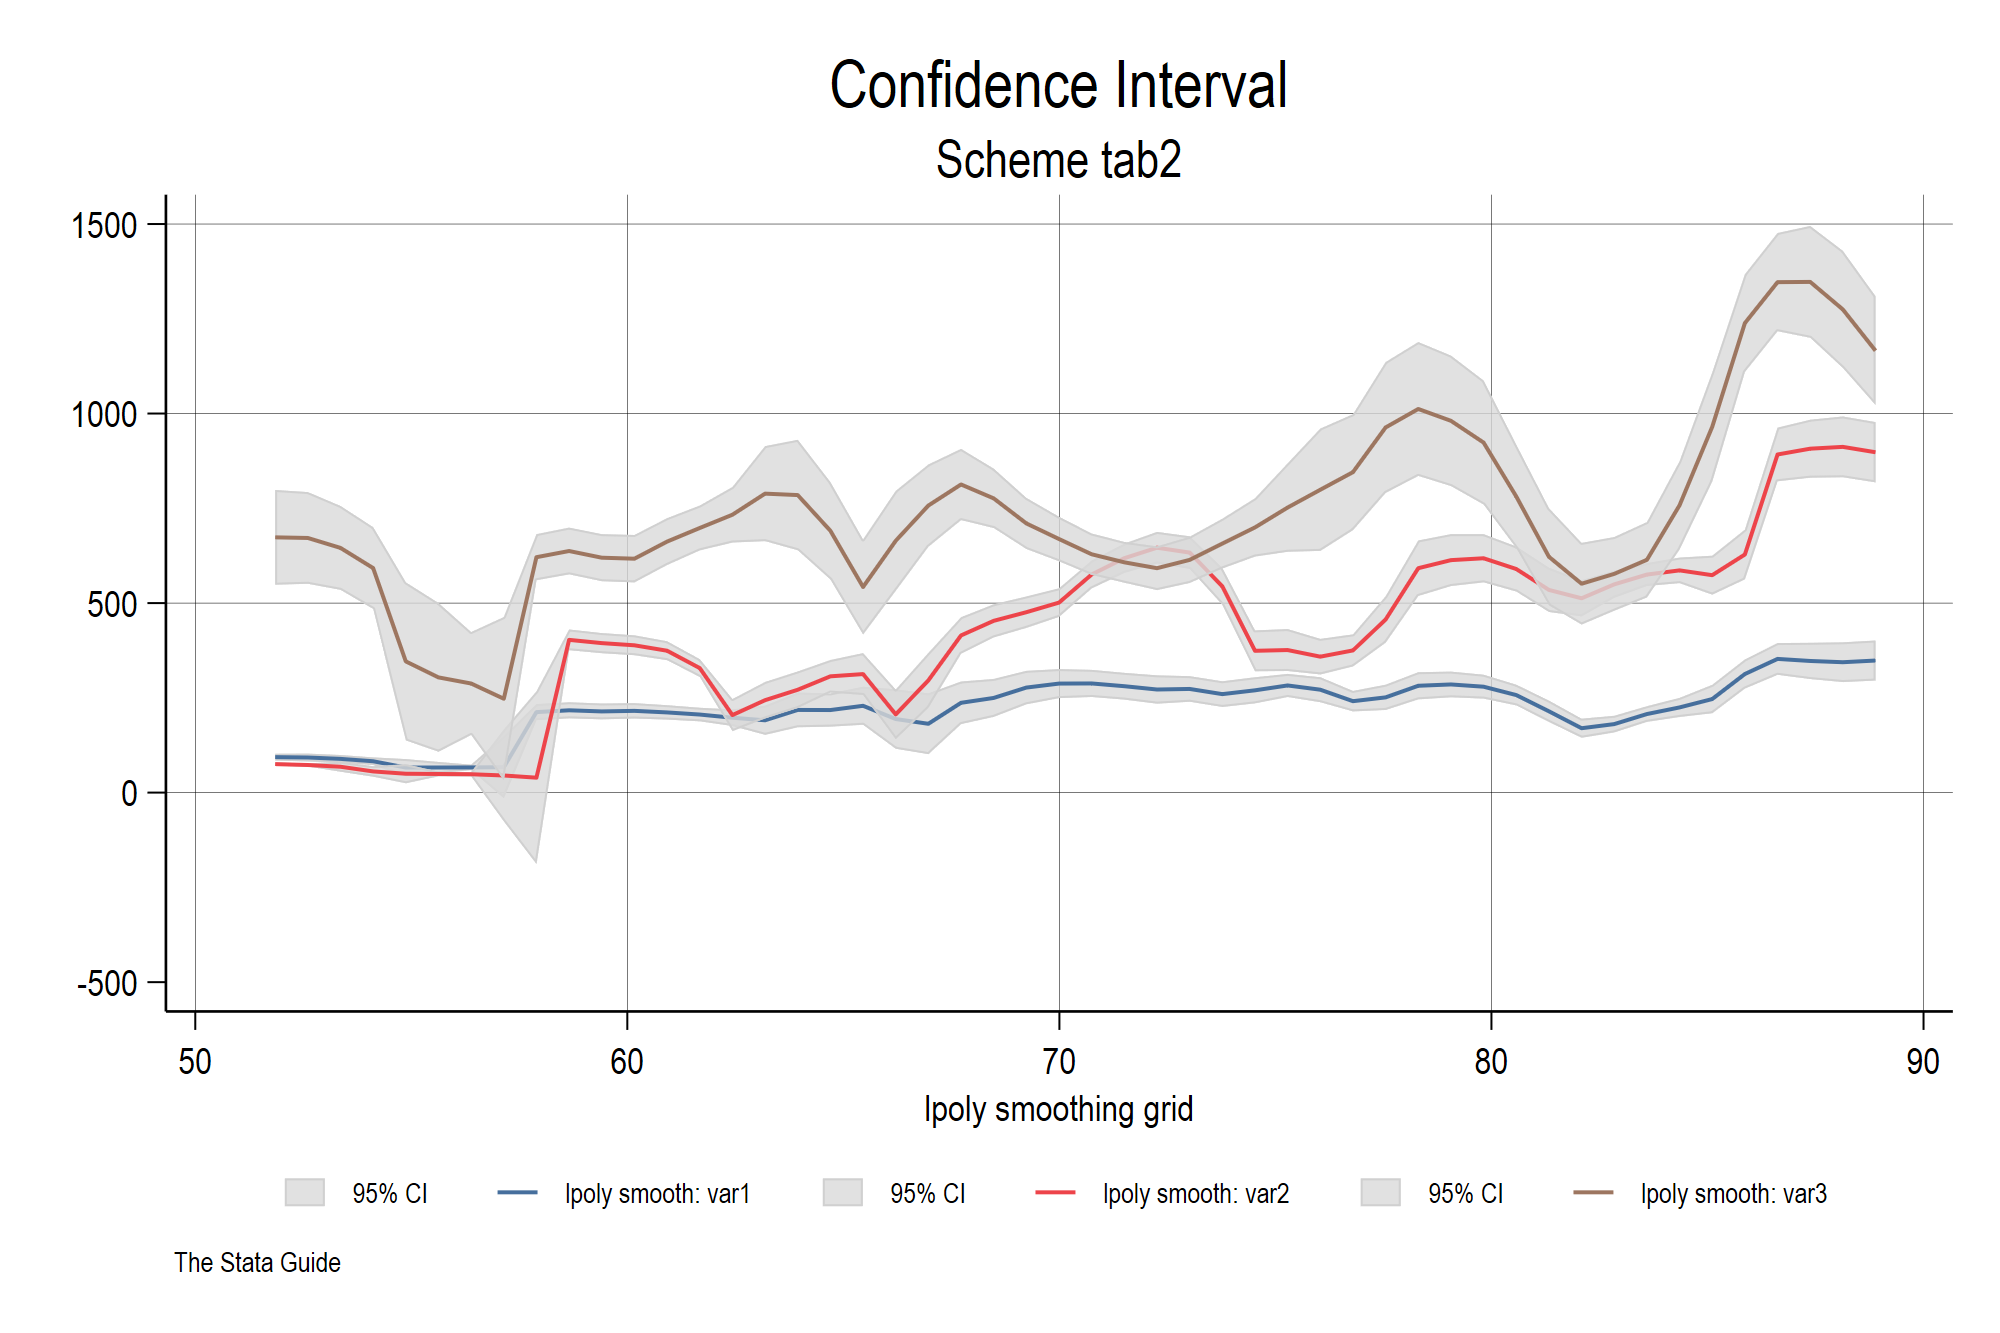 Confidence Interval
Scheme tab2
1500
1000
500
0
-500
50 60 70 80 90
lpoly smoothing grid
95% CI lpoly smooth: var1 95% CI lpoly smooth: var2 95% CI lpoly smooth: var3
The Stata Guide